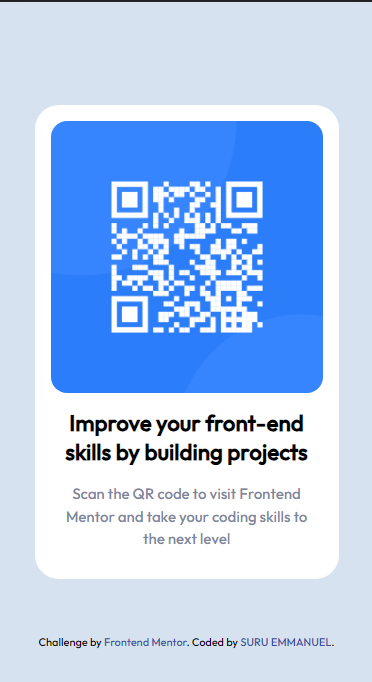 Improve your front-end
skills by building projects
Scan the QR code to visit Frontend
Mentor and take your coding skills to
the next level
Challenge by Frontend Mentor. Coded by SURU EMMANUEL.